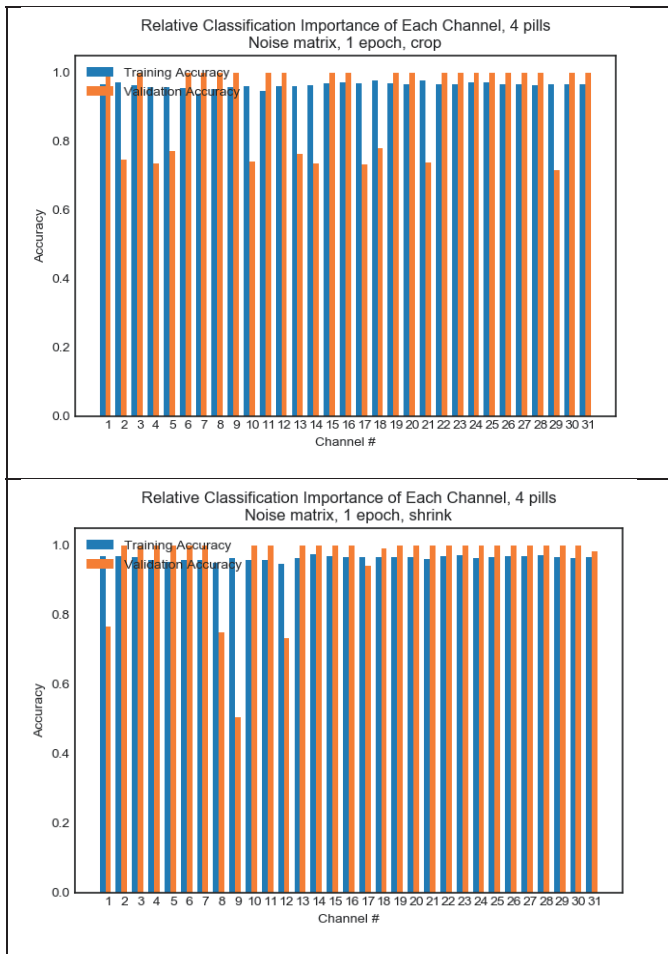 Relative Classification Importance of Each Channel, 4 pills
Noise matrix, 1 epoch, crop
Training Accuracy
Validation Accuracy
1.0
0.8
0.6
0.4
0.2
0.0
Accuracy
1 2 3 4 5 6 7 8 9 10 11 12 13 14 15 16 17 18 19 20 21 22 23 24 25 26 27 28 29 30 31
Channel #
Relative Classification Importance of Each Channel, 4 pills
Noise matrix, 1 epoch, shrink
Training Accuracy
Validation Accuracy
1.0
0.8
0.6
0.4
0.2
0.0
Accuracy
1 2 3 4 5 6 7 8 9 10 11 12 13 14 15 16 17 18 19 20 21 22 23 24 25 26 27 28 29 30 31
Channel #